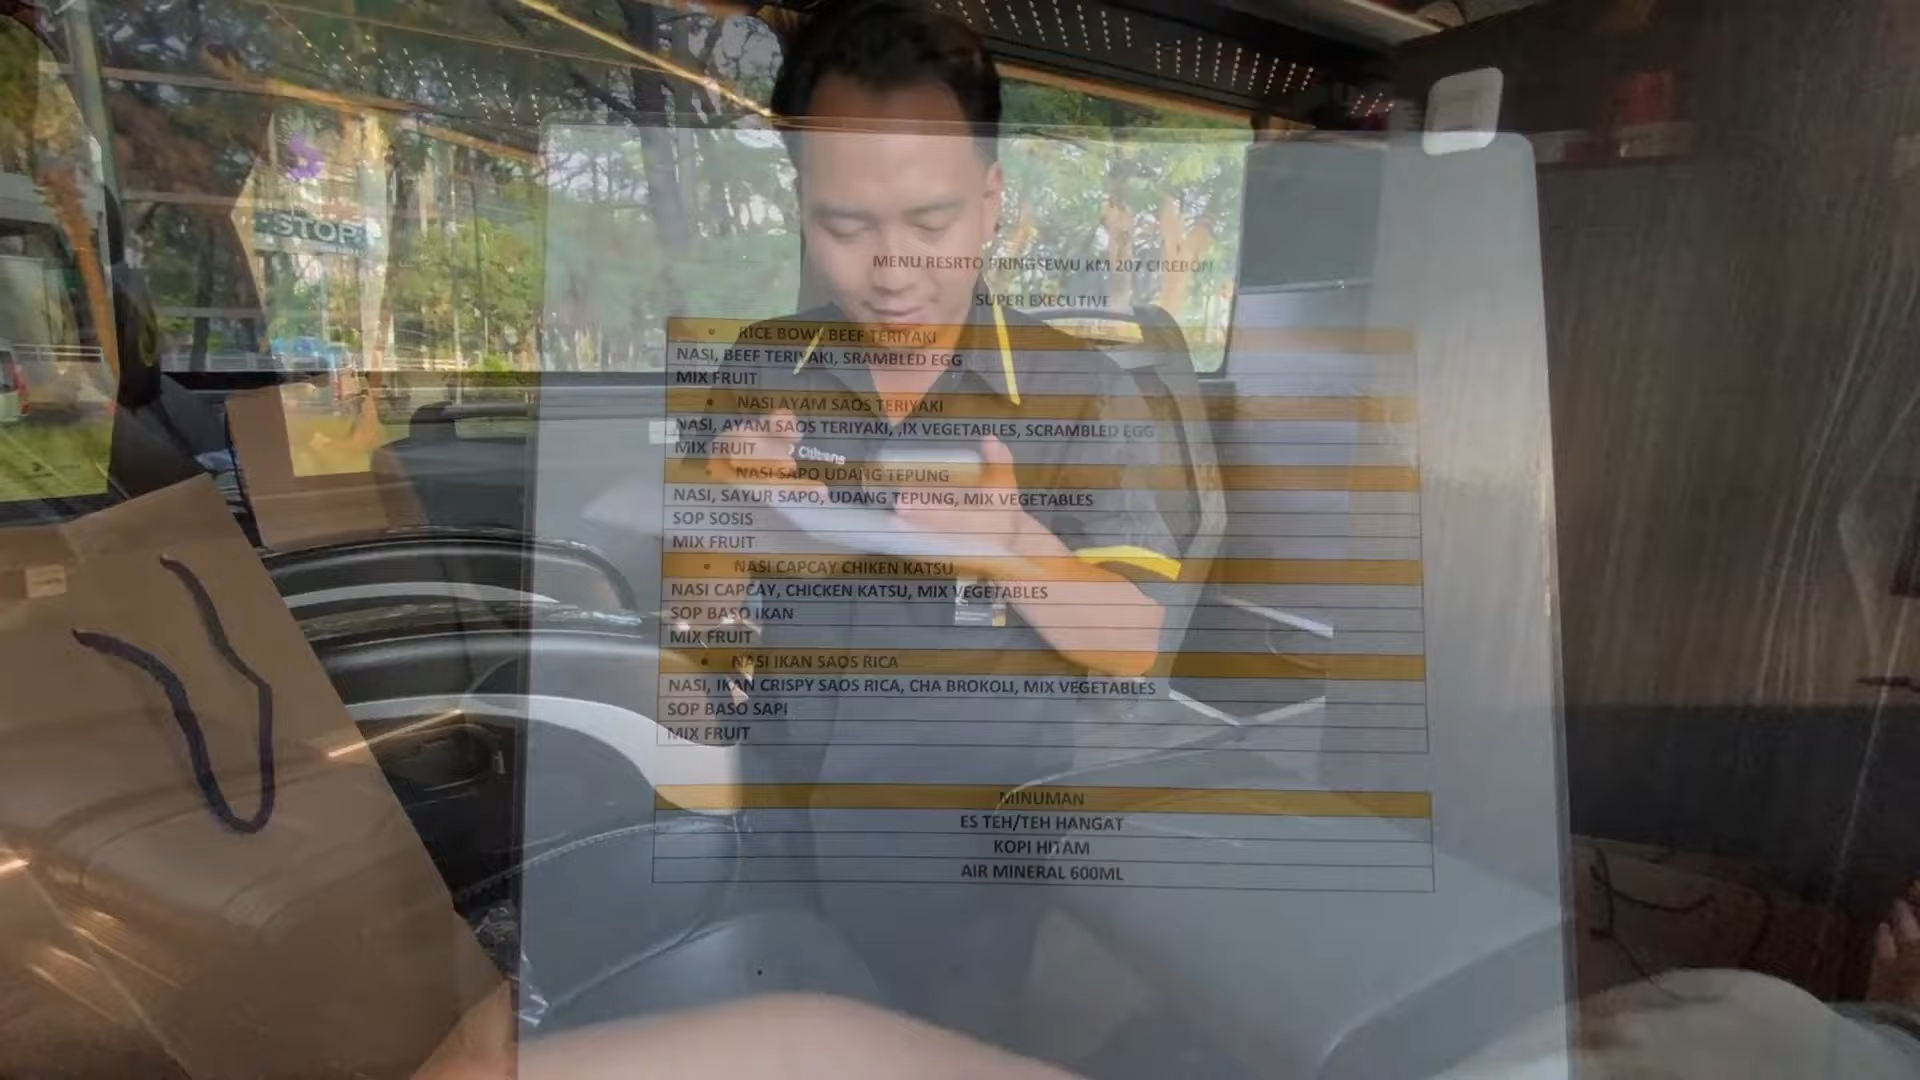 STOP
MENU RESRTO PRINGSEWU KM 207 CIREBON
SUPER EXECUTIVE
• RICE BOWL BEEF TERIYAKI
NASI, BEEF TERIYAKI, SRAMBLED EGG
MIX FRUIT
• NASI AYAM SAOS TERIYAKI
NASI, AYAM SAOS TERIYAKI, ,IX VEGETABLES, SCRAMBLED EGG
MIX FRUIT
• NASI SAPO UDANG TEPUNG
NASI, SAYUR SAPO, UDANG TEPUNG, MIX VEGETABLES
SOP SOSIS
MIX FRUIT
• NASI CAPCAY CHIKEN KATSU
NASI CAPCAY, CHICKEN KATSU, MIX VEGETABLES
SOP BASO IKAN
MIX FRUIT
• NASI IKAN SAOS RICA
NASI, IKAN CRISPY SAOS RICA, CHA BROKOLI, MIX VEGETABLES
SOP BASO SAPI
MIX FRUIT
MINUMAN
ES TEH/TEH HANGAT
KOPI HITAM
AIR MINERAL 600ML